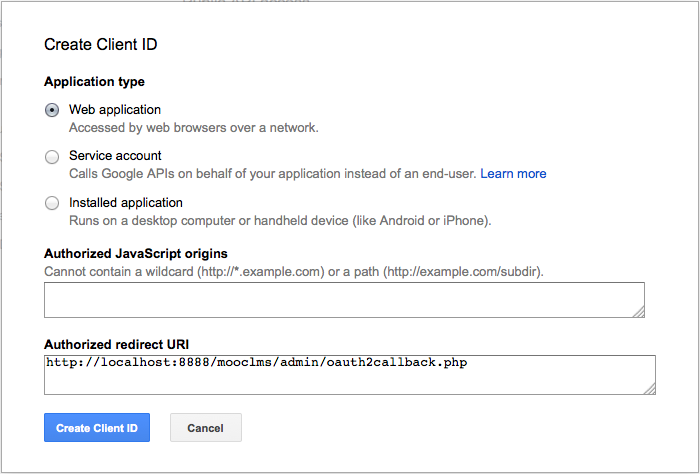 Create Client ID
Application type
Web application
Accessed by web browsers over a network.
Service account
Calls Google APIs on behalf of your application instead of an end-user. Learn more
Installed application
Runs on a desktop computer or handheld device (like Android or iPhone).
Authorized JavaScript origins
Cannot contain a wildcard (http://*.example.com) or a path (http://example.com/subdir).
Authorized redirect URI
http://localhost:8888/mooclms/admin/oauth2callback.php
Create Client ID
Cancel